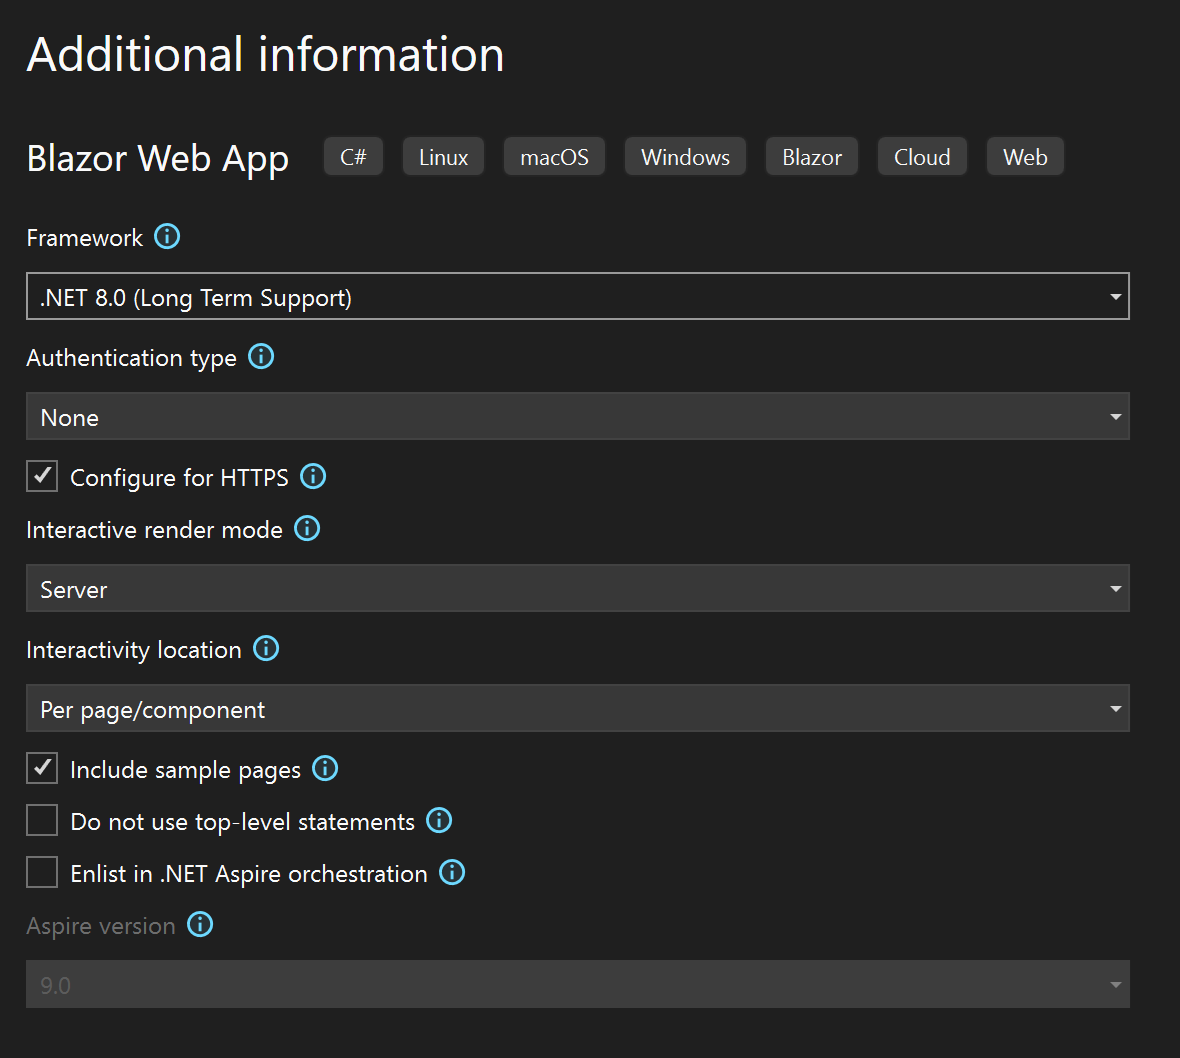 Additional information
Blazor Web App C# Linux macOS Windows Blazor Cloud Web
Framework
.NET 8.0 (Long Term Support)
Authentication type
None
Configure for HTTPS
Interactive render mode
Server
Interactivity location
Per page/component
Include sample pages
Do not use top-level statements
Enlist in .NET Aspire orchestration
Aspire version
9.0